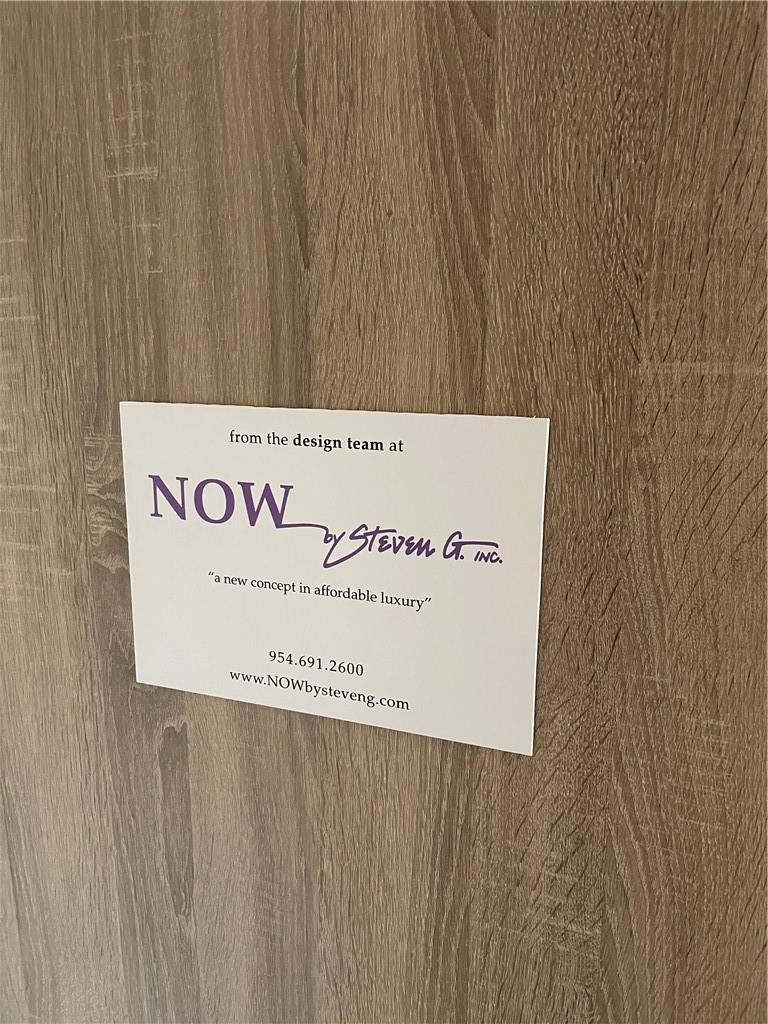 from the design team at
NOW by STEVEN G. INC.
“a new concept in affordable luxury”
954.691.2600
www.NOWbysteveng.com